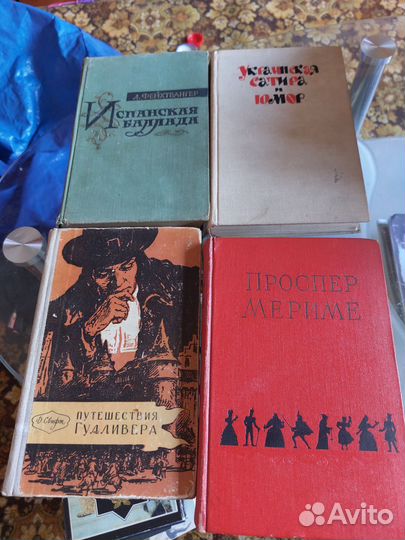 Л. ФЕЙХТВАНГЕР
ИСПАНСКАЯ
БАЛЛАДА
УКРАИНСКАЯ
САТИРА и
ЮМОР
Д. Свифт
ПУТЕШЕСТВИЯ
ГУЛЛИВЕРА
ПРОСПЕР
МЕРИМЕ
Avito